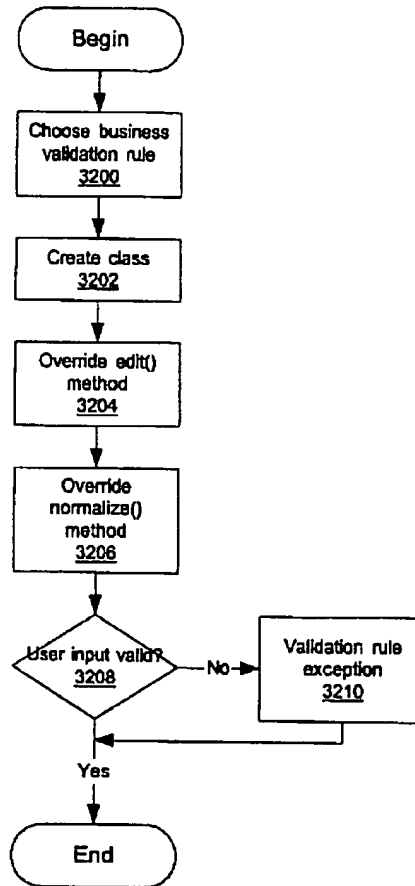 Begin
Choose business
validation rule
3200
Create class
3202
Override edit()
method
3204
Override
normalize()
method
3206
User input valid?
3208
No
Validation rule
exception
3210
Yes
End